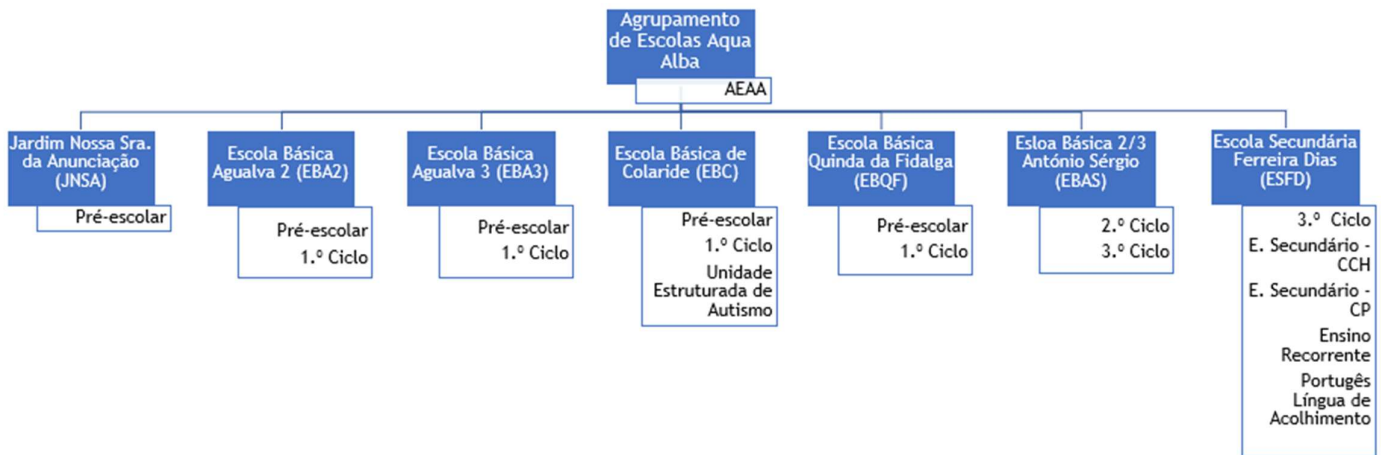 Agrupamento
de Escolas Aqua
Alba
AEAA
Jardim Nossa Sra.
da Anunciação
(JNSA)
Pré-escolar
Escola Básica
Agualva 2 (EBA2)
Pré-escolar
1.º Ciclo
Escola Básica
Agualva 3 (EBA3)
Pré-escolar
1.º Ciclo
Escola Básica de
Colaride (EBC)
Pré-escolar
1.º Ciclo
Unidade
Estruturada de
Autismo
Escola Básica
Quinda da Fidalga
(EBQF)
Pré-escolar
1.º Ciclo
Esloa Básica 2/3
António Sérgio
(EBAS)
2.º Ciclo
3.º Ciclo
Escola Secundária
Ferreira Dias
(ESFD)
3.º Ciclo
E. Secundário -
CCH
E. Secundário -
CP
Ensino
Recorrente
Portugês
Língua de
Acolhimento